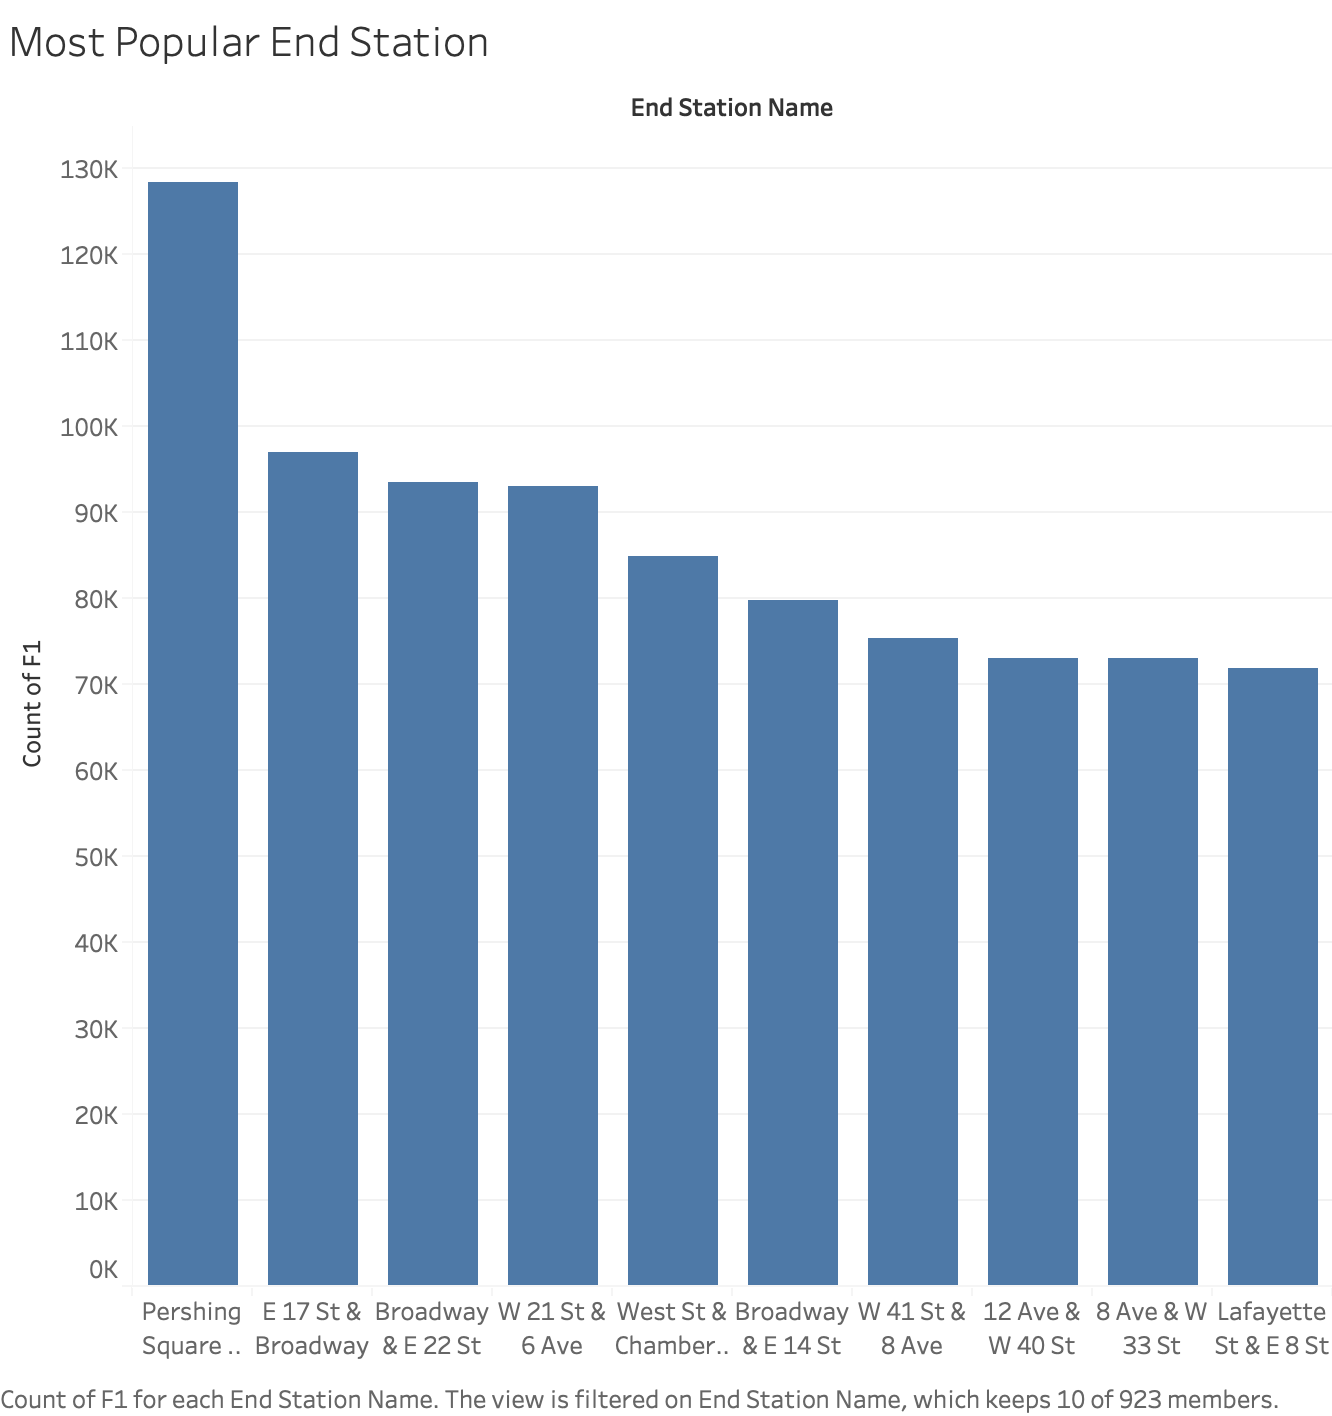 Most Popular End Station
End Station Name
130K
120K
110K
100K
90K
80K
70K
60K
50K
40K
30K
20K
10K
0K
Count of F1
Pershing Square ..
E 17 St & Broadway
Broadway & E 22 St
W 21 St & 6 Ave
West St & Chamber..
Broadway & E 14 St
W 41 St & 8 Ave
12 Ave & W 40 St
8 Ave & W 33 St
Lafayette St & E 8 St
Count of F1 for each End Station Name. The view is filtered on End Station Name, which keeps 10 of 923 members.